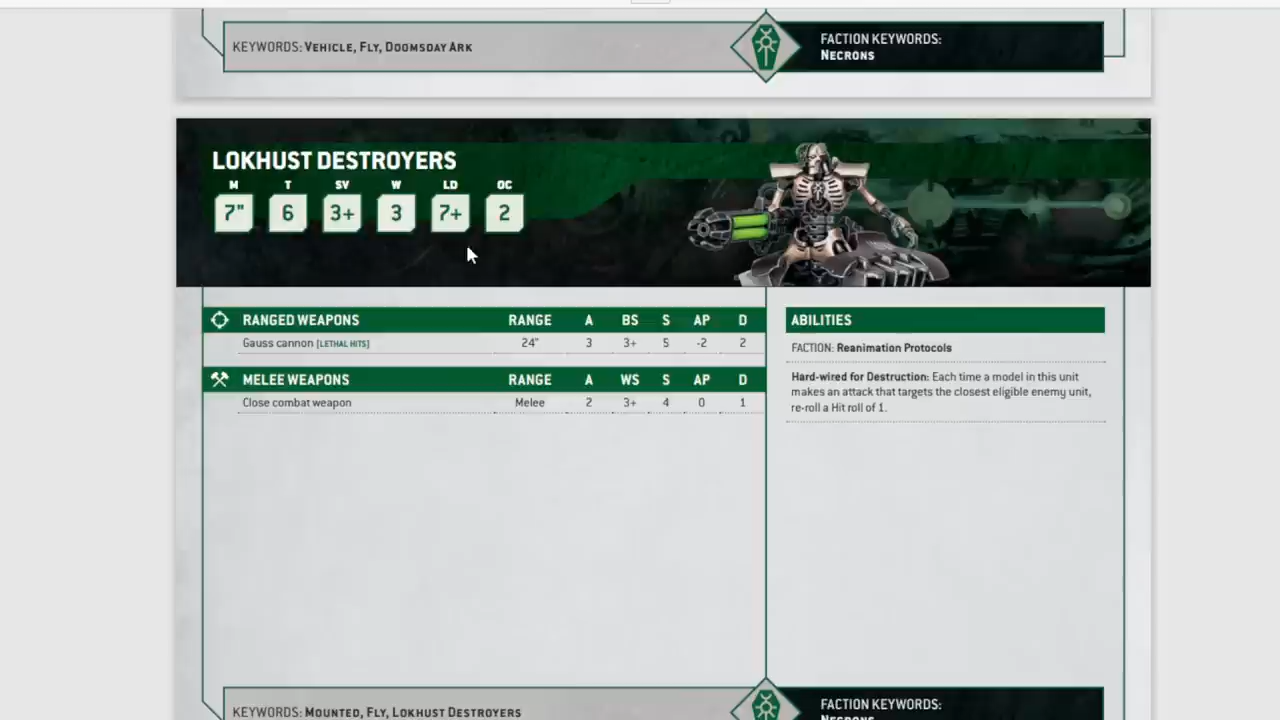 KEYWORDS: VEHICLE, FLY, DOOMSDAY ARK
FACTION KEYWORDS:
NECRONS
LOKHUST DESTROYERS
M T SV W LD OC
7" 6 3+ 3 7+ 2
RANGED WEAPONS RANGE A BS S AP D
Gauss cannon [LETHAL HITS] 24" 3 3+ 5 -2 2
MELEE WEAPONS RANGE A WS S AP D
Close combat weapon Melee 2 3+ 4 0 1
ABILITIES
FACTION: Reanimation Protocols
Hard-wired for Destruction: Each time a model in this unit
makes an attack that targets the closest eligible enemy unit,
re-roll a Hit roll of 1.
KEYWORDS: MOUNTED, FLY, LOKHUST DESTROYERS
FACTION KEYWORDS:
NECRONS